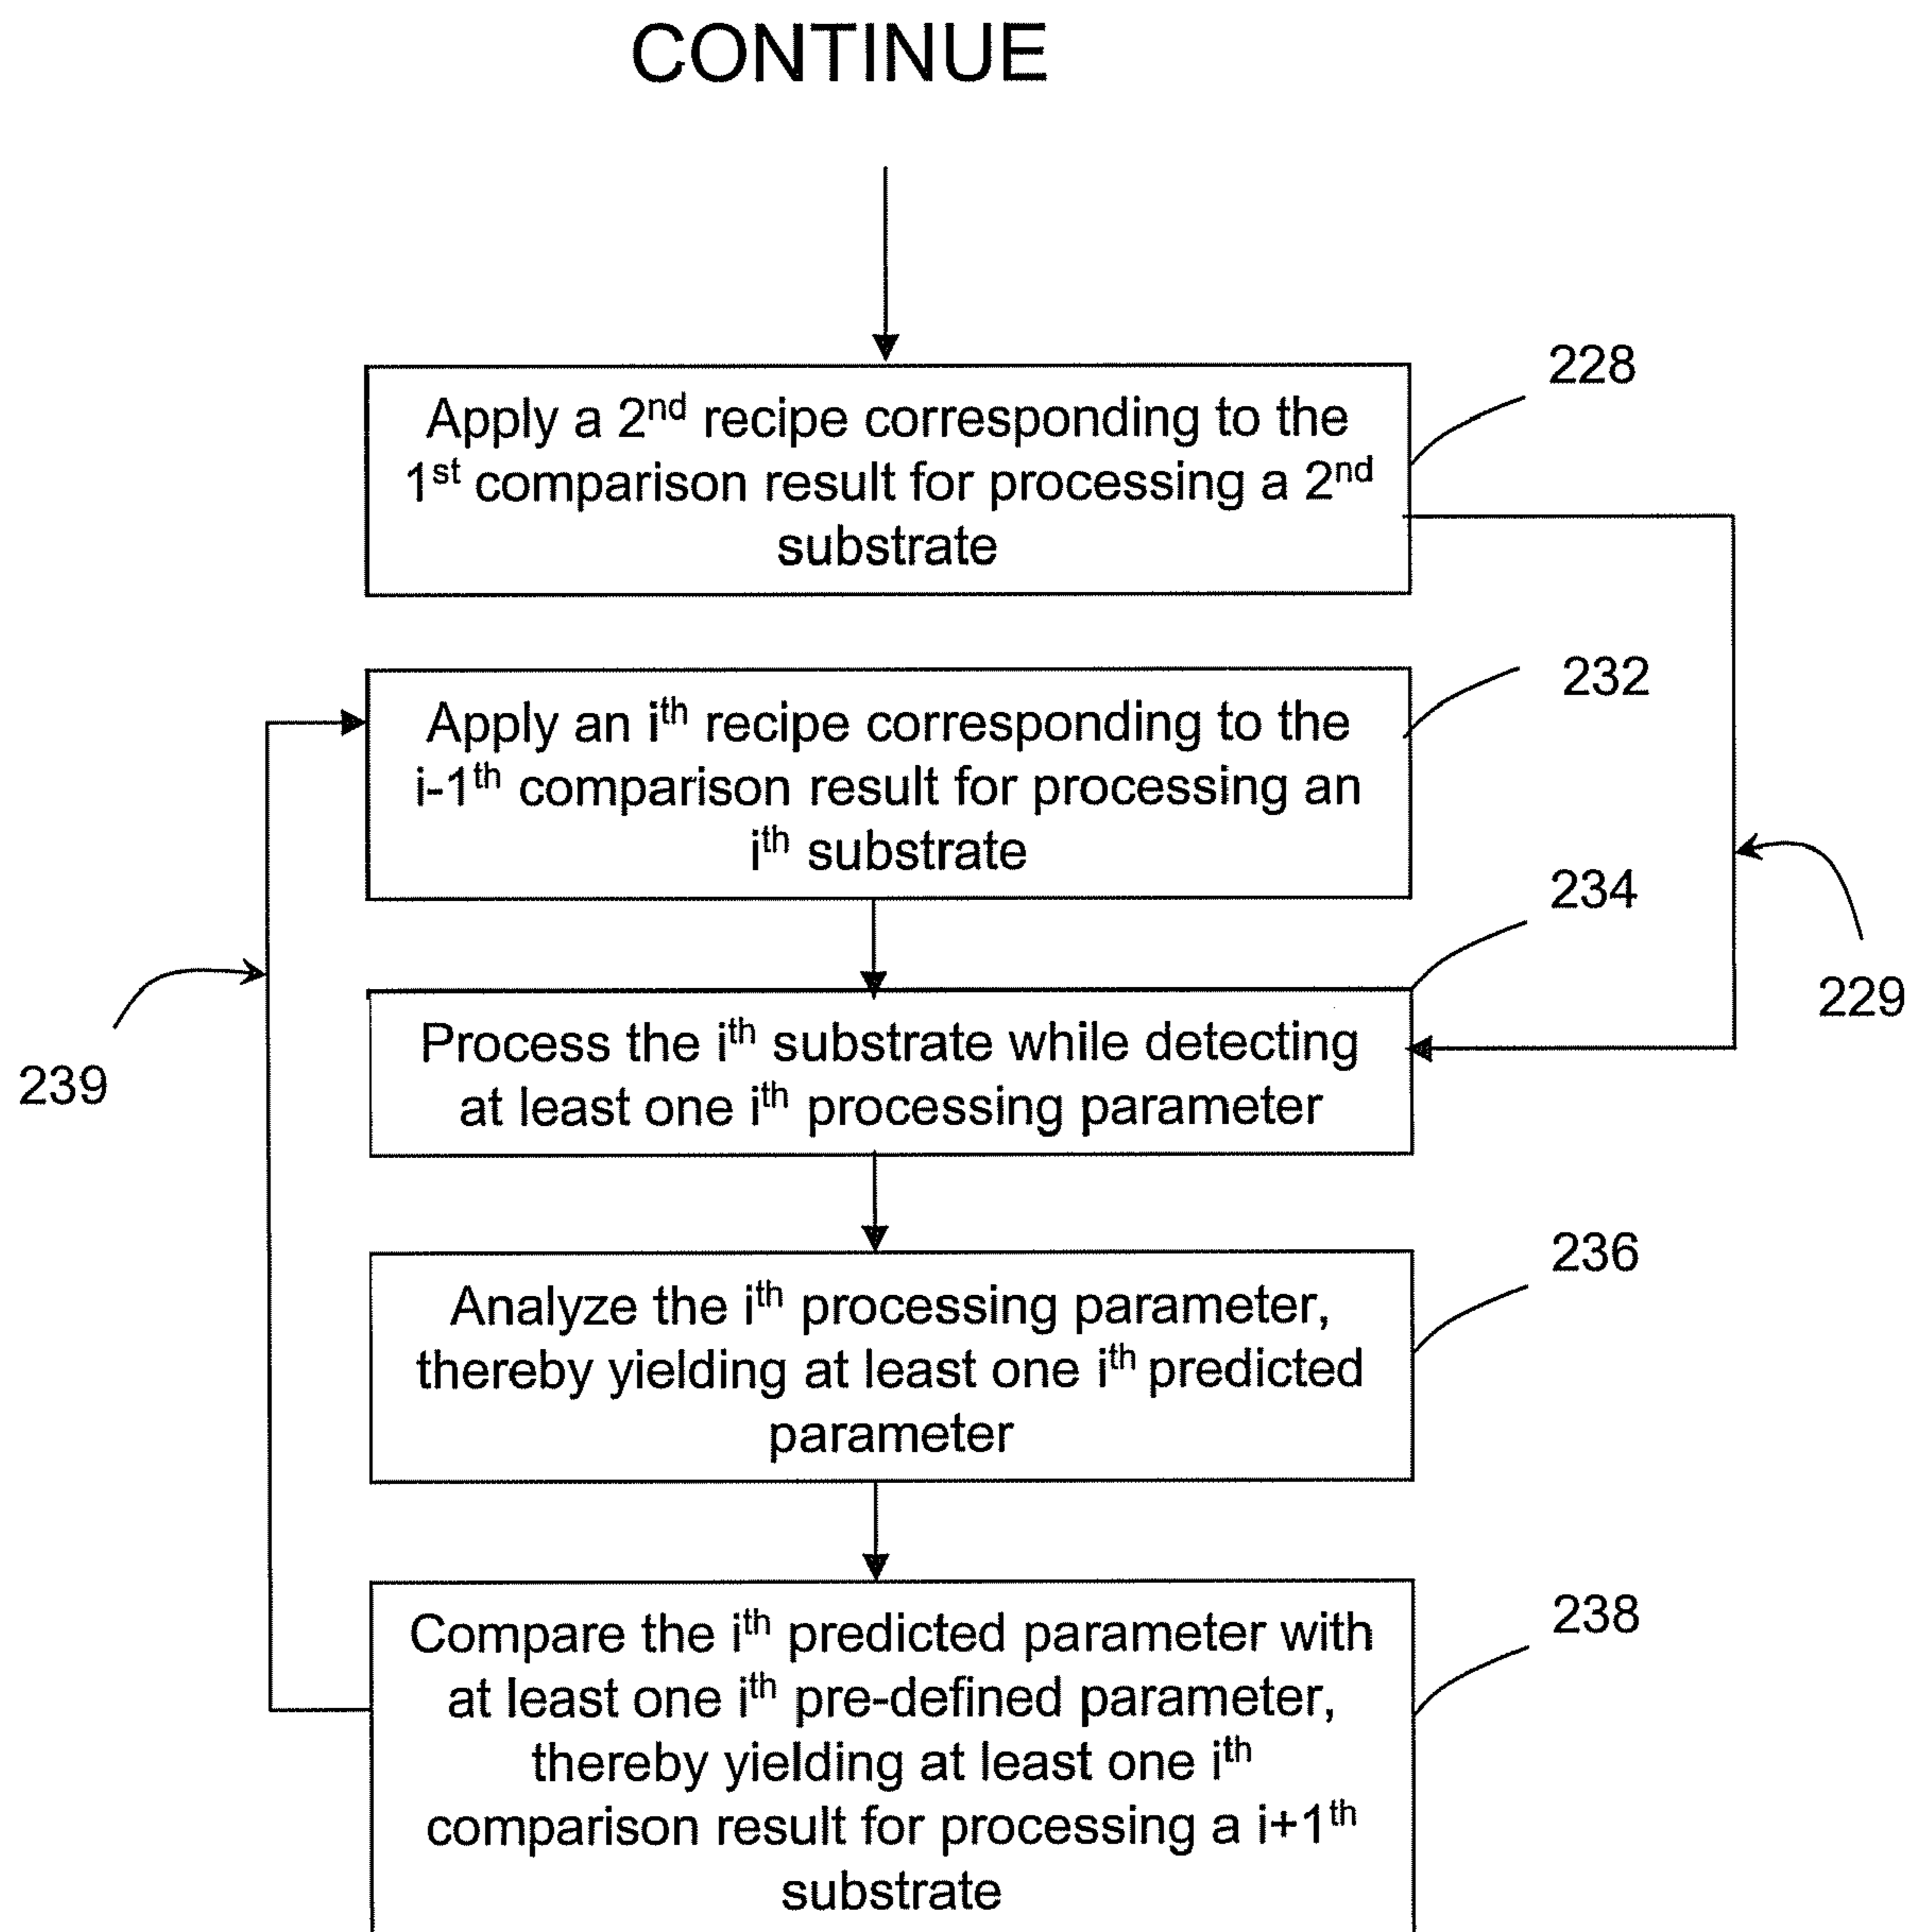 CONTINUE
228
Apply a 2nd recipe corresponding to the
1st comparison result for processing a 2nd
substrate
232
Apply an ith recipe corresponding to the
i-1th comparison result for processing an
ith substrate
234
229
Process the ith substrate while detecting
at least one ith processing parameter
239
236
Analyze the ith processing parameter,
thereby yielding at least one ith predicted
parameter
238
Compare the ith predicted parameter with
at least one ith pre-defined parameter,
thereby yielding at least one ith
comparison result for processing a i+1th
substrate